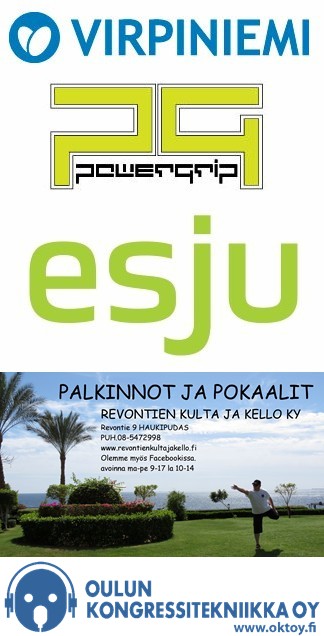 VIRPINIEMI
PG
powergrip
esju
PALKINNOT JA POKAALIT
REVONTIEN KULTA JA KELLO KY
Revontie 9 HAUKIPUDAS
PUH.08-5472998
www.revontienkultajakello.fi
Olemme myös Facebookissa.
avoinna ma-pe 9-17 la 10-14
OULUN
KONGRESSITEKNIIKKA OY
www.oktoy.fi